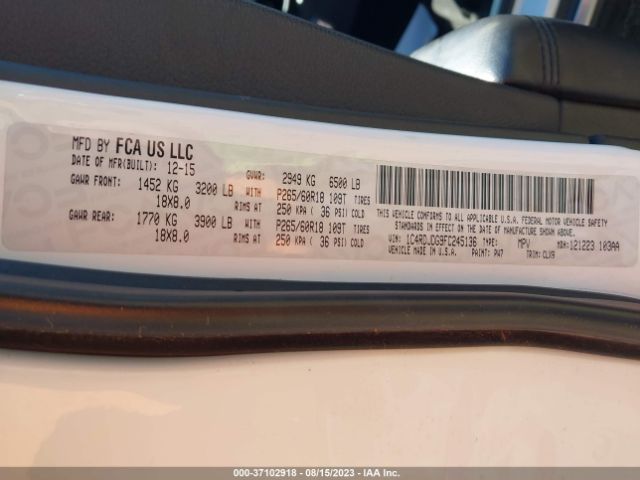 MFD BY FCA US LLC
DATE OF MFR(BUILT): 12-15 GVWR: 2949 KG 6500 LB
GAWR FRONT: 1452 KG 3200 LB WITH P265/60R18 109T TIRES
18X8.0 RIMS AT 250 KPA ( 36 PSI) COLD
GAWR REAR: 1770 KG 3900 LB WITH P265/60R18 109T TIRES
18X8.0 RIMS AT 250 KPA ( 36 PSI) COLD
THIS VEHICLE CONFORMS TO ALL APPLICABLE U.S.A. FEDERAL MOTOR VEHICLE SAFETY
STANDARDS IN EFFECT ON THE DATE OF MANUFACTURE SHOWN ABOVE.
VIN: 1C4RDJDG9FC245136 TYPE: MPV MDH: 121223 103AA
VEHICLE MADE IN U.S.A. PAINT: PW7 TRIM: CLV9
000-37102918 - 08/15/2023 - IAA Inc.